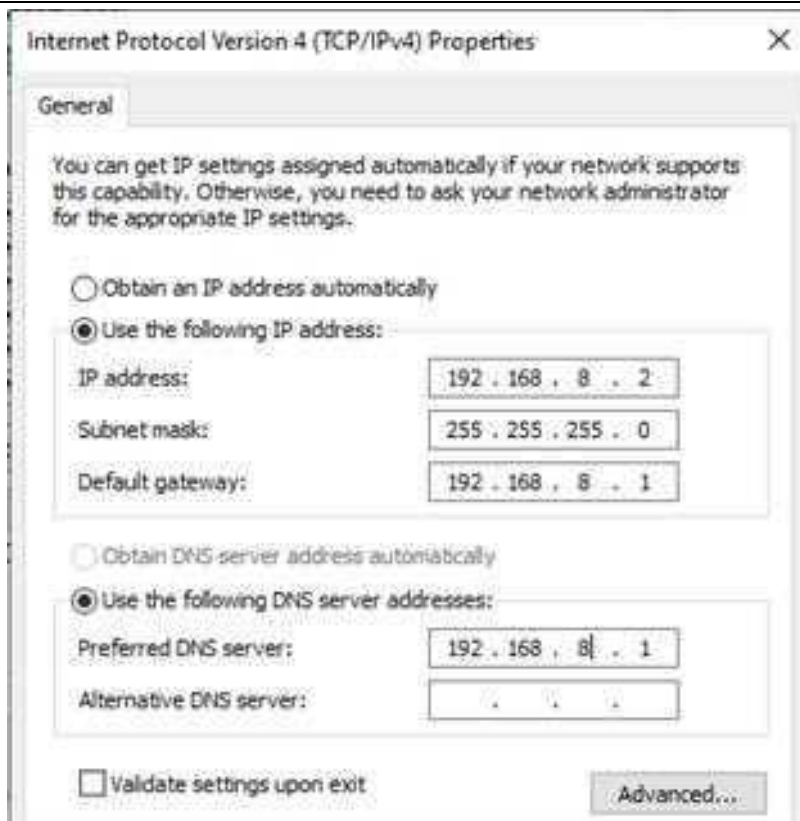 Internet Protocol Version 4 (TCP/IPv4) Properties
General
You can get IP settings assigned automatically if your network supports
this capability. Otherwise, you need to ask your network administrator
for the appropriate IP settings.
Obtain an IP address automatically
Use the following IP address:
IP address: 192 . 168 . 8 . 2
Subnet mask: 255 . 255 . 255 . 0
Default gateway: 192 . 168 . 8 . 1
Obtain DNS server address automatically
Use the following DNS server addresses:
Preferred DNS server: 192 . 168 . 8 . 1
Alternative DNS server: . . .
Validate settings upon exit
Advanced...